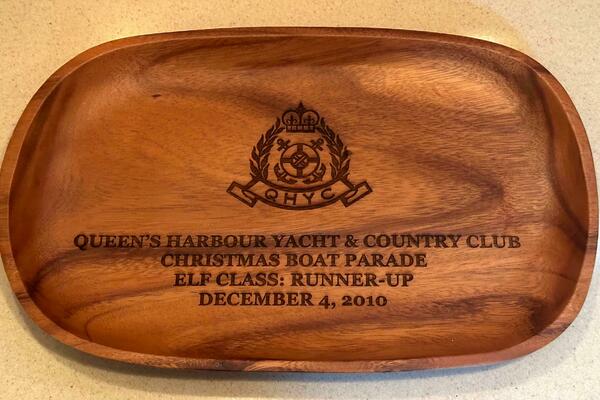 QHYC
QUEEN'S HARBOUR YACHT & COUNTRY CLUB
CHRISTMAS BOAT PARADE
ELF CLASS: RUNNER-UP
DECEMBER 4, 2010